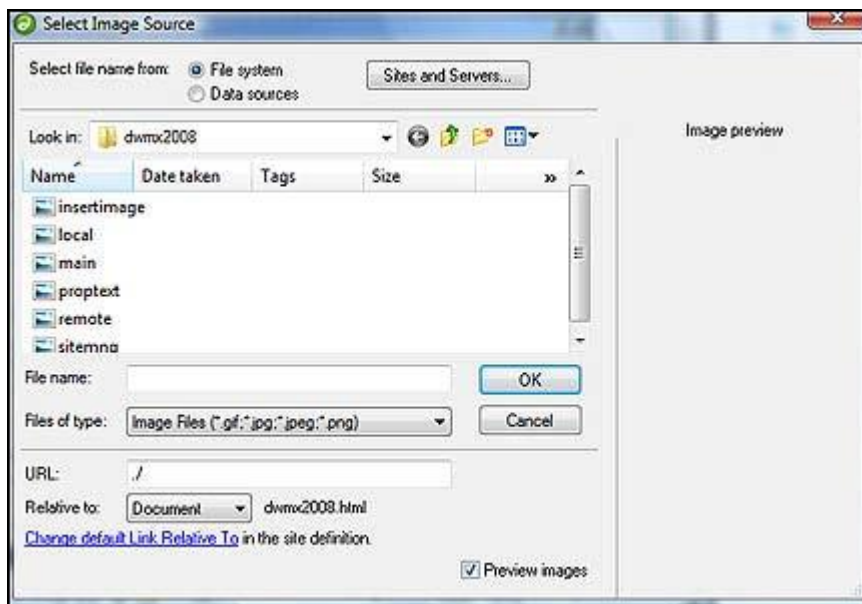 Select Image Source
Select file name from: File system Sites and Servers...
Data sources
Look in: dwmx2008 Image preview
Name Date taken Tags Size »
insertimage
local
main
proptext
remote
sitemng
File name: OK
Files of type: Image Files (*.gif;*.jpg;*.jpeg;*.png) Cancel
URL: ./
Relative to: Document dwmx2008.html
Change default Link Relative To in the site definition.
Preview images